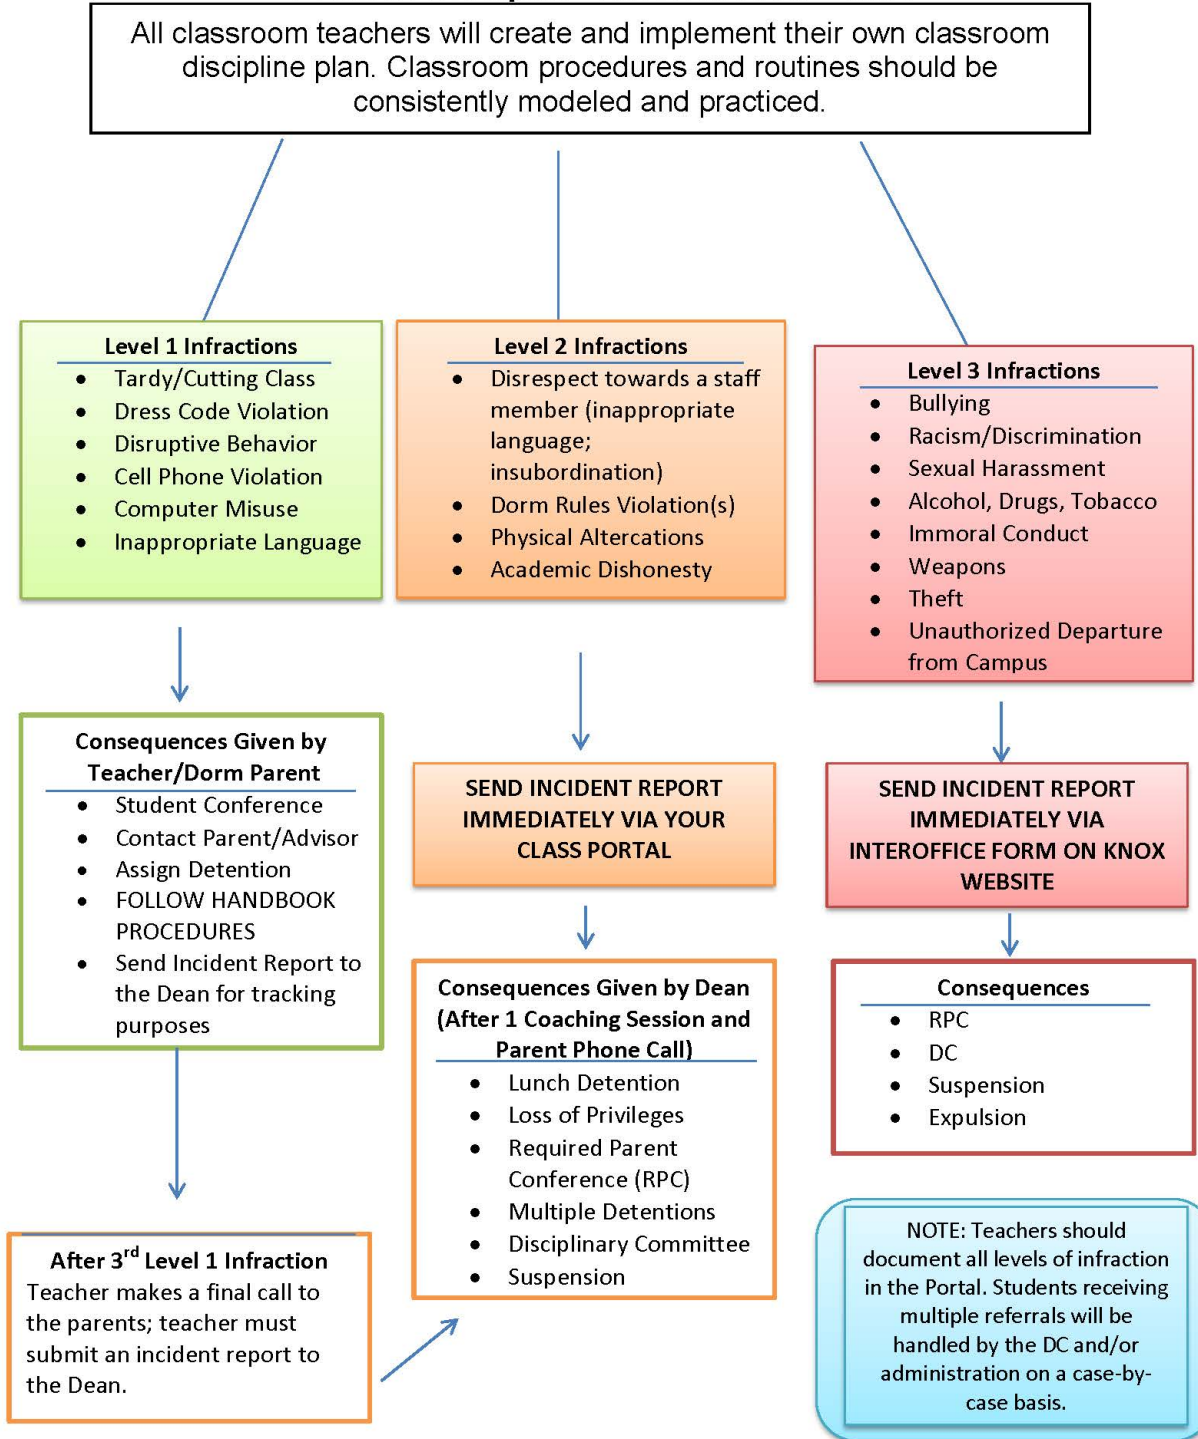 All classroom teachers will create and implement their own classroom
discipline plan. Classroom procedures and routines should be
consistently modeled and practiced.
Level 1 Infractions
• Tardy/Cutting Class
• Dress Code Violation
• Disruptive Behavior
• Cell Phone Violation
• Computer Misuse
• Inappropriate Language
Level 2 Infractions
• Disrespect towards a staff
member (inappropriate
language;
insubordination)
• Dorm Rules Violation(s)
• Physical Altercations
• Academic Dishonesty
Level 3 Infractions
• Bullying
• Racism/Discrimination
• Sexual Harassment
• Alcohol, Drugs, Tobacco
• Immoral Conduct
• Weapons
• Theft
• Unauthorized Departure
from Campus
Consequences Given by
Teacher/Dorm Parent
• Student Conference
• Contact Parent/Advisor
• Assign Detention
• FOLLOW HANDBOOK
PROCEDURES
• Send Incident Report to
the Dean for tracking
purposes
SEND INCIDENT REPORT
IMMEDIATELY VIA YOUR
CLASS PORTAL
SEND INCIDENT REPORT
IMMEDIATELY VIA
INTEROFFICE FORM ON KNOX
WEBSITE
Consequences Given by Dean
(After 1 Coaching Session and
Parent Phone Call)
• Lunch Detention
• Loss of Privileges
• Required Parent
Conference (RPC)
• Multiple Detentions
• Disciplinary Committee
• Suspension
Consequences
• RPC
• DC
• Suspension
• Expulsion
After 3rd Level 1 Infraction
Teacher makes a final call to
the parents; teacher must
submit an incident report to
the Dean.
NOTE: Teachers should
document all levels of infraction
in the Portal. Students receiving
multiple referrals will be
handled by the DC and/or
administration on a case-by-
case basis.